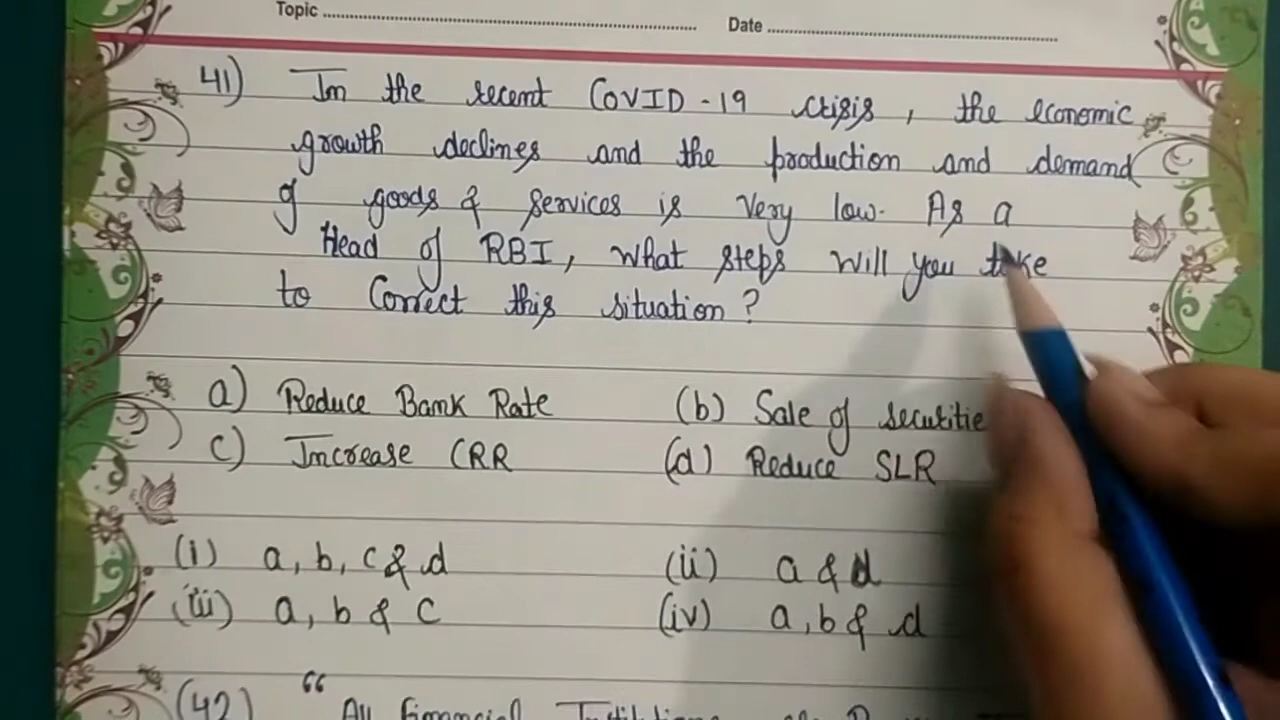 Topic
Date
41) In the recent COVID-19 crisis, the economic
growth declines and the production and demand
of goods & services is very low. As a
Head of RBI, what steps will you take
to correct this situation?
a) Reduce Bank Rate (b) Sale of securitie
c) Increase CRR (d) Reduce SLR
(i) a, b, c & d (ii) a & d
(iii) a, b & c (iv) a, b & d
(42) "All Financial